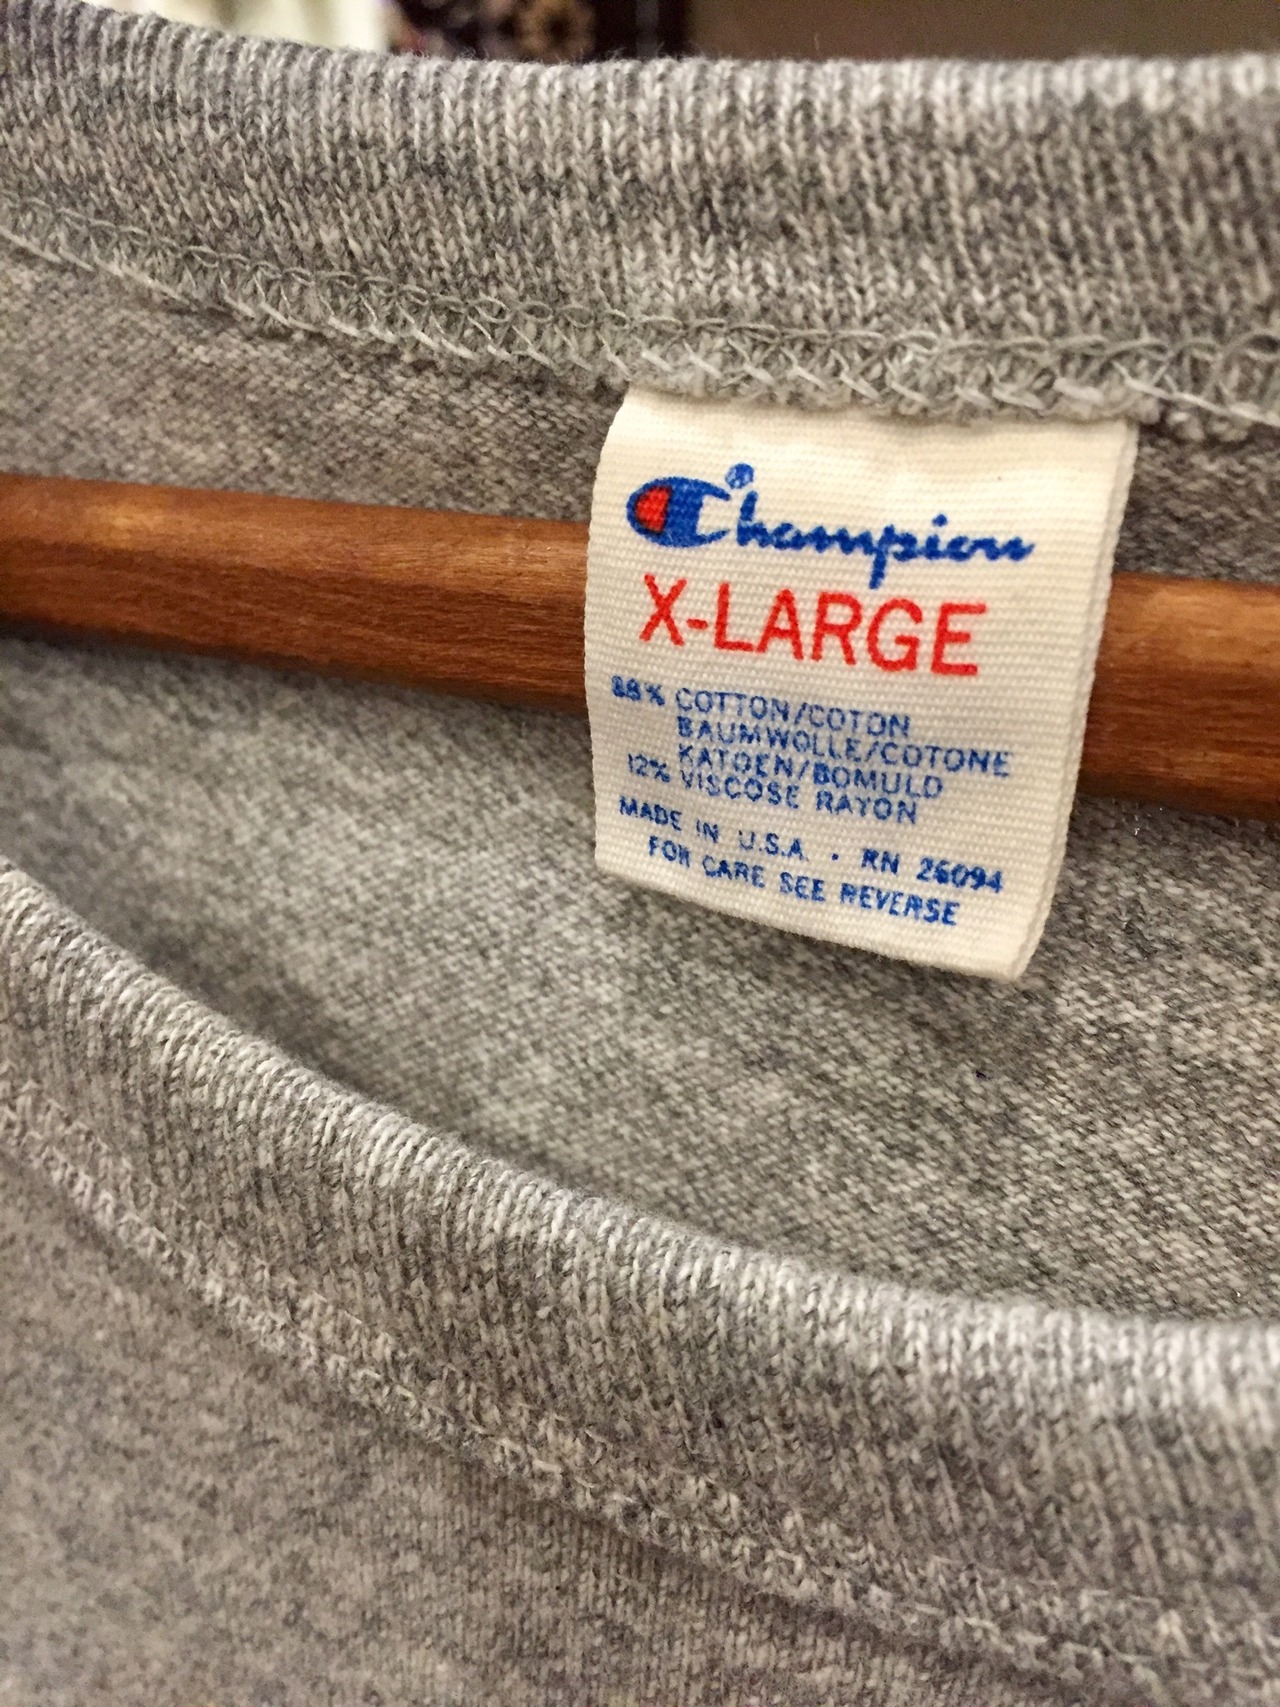 Champion®
X-LARGE
88% COTTON/COTON
BAUMWOLLE/COTONE
KATOEN/BOMULD
12% VISCOSE RAYON
MADE IN U.S.A. · RN 26094
FOR CARE SEE REVERSE